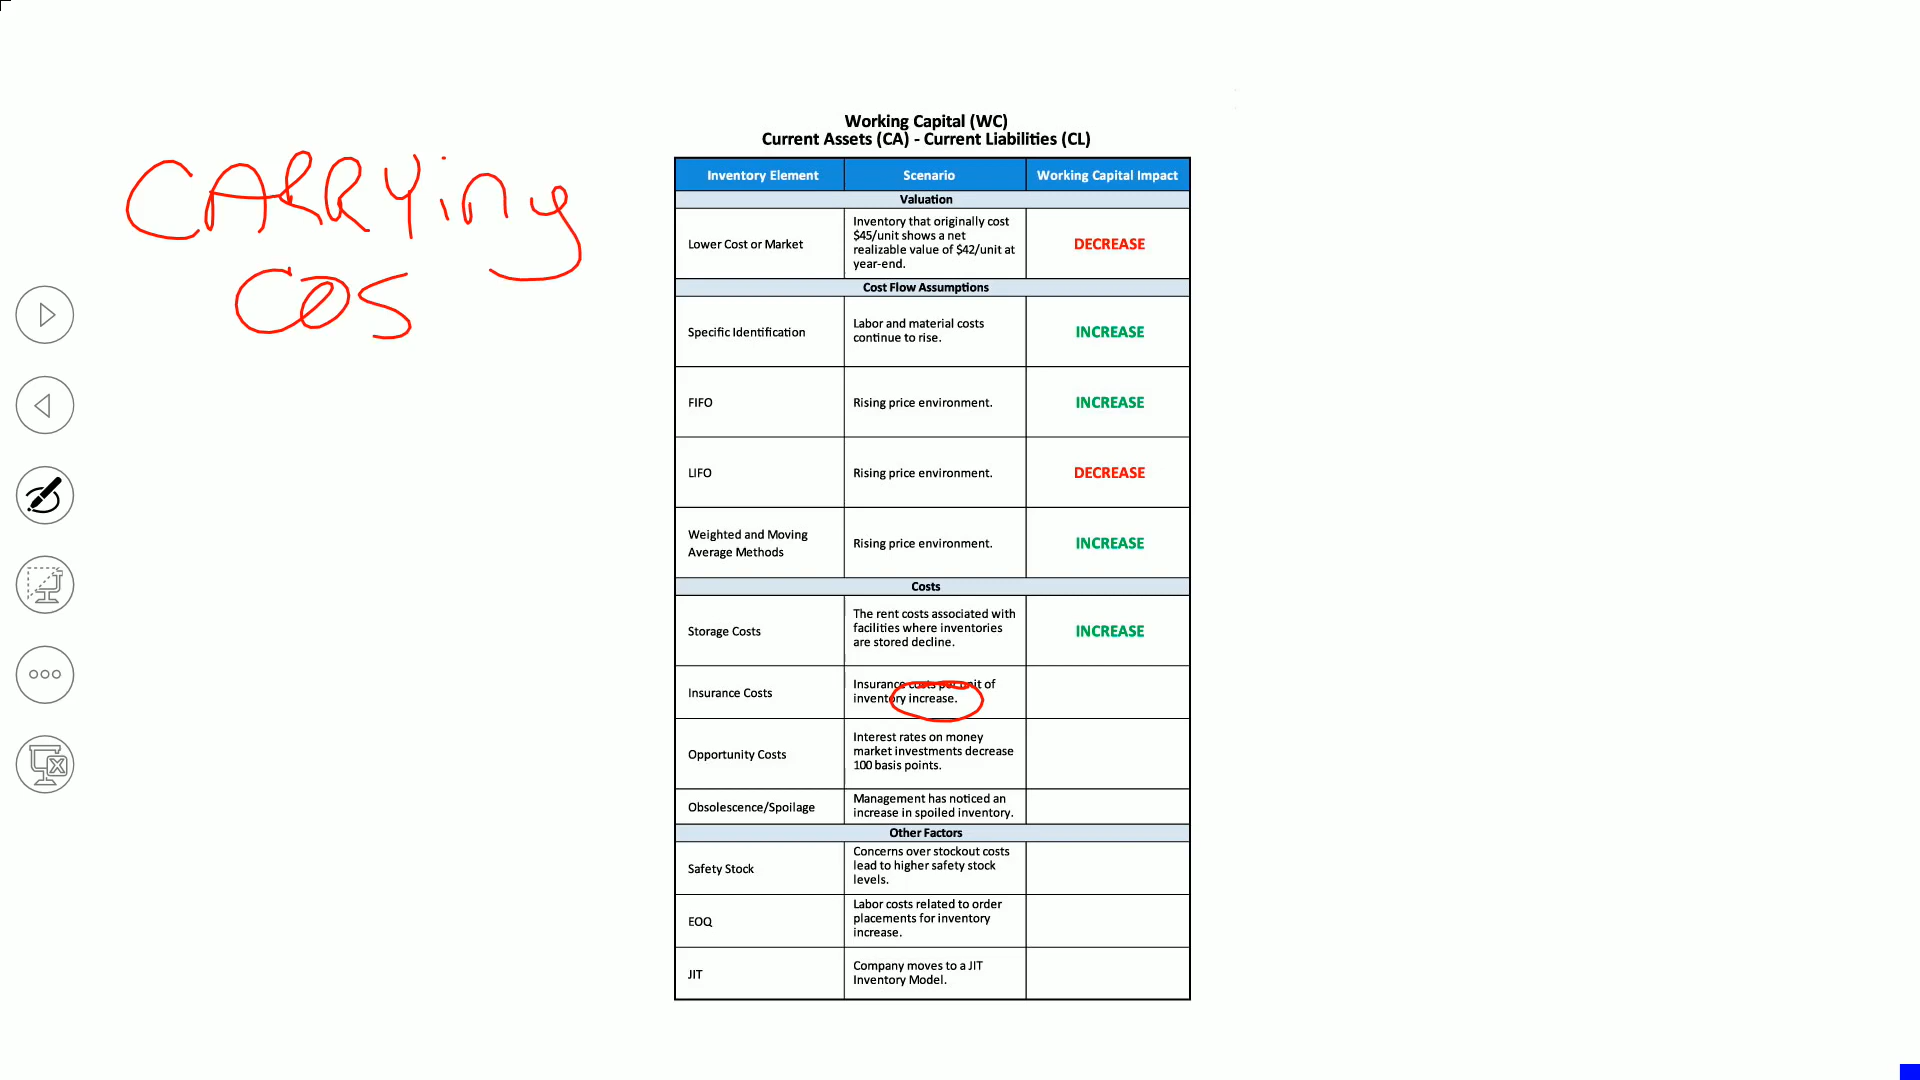 CARRYing
COS
Working Capital (WC)
Current Assets (CA) - Current Liabilities (CL)
Inventory Element Scenario Working Capital Impact
Valuation
Lower Cost or Market
Inventory that originally cost
$45/unit shows a net
realizable value of $42/unit at
year-end.
DECREASE
Cost Flow Assumptions
Specific Identification
Labor and material costs
continue to rise.
INCREASE
FIFO Rising price environment. INCREASE
LIFO Rising price environment. DECREASE
Weighted and Moving
Average Methods
Rising price environment. INCREASE
Costs
Storage Costs
The rent costs associated with
facilities where inventories
are stored decline.
INCREASE
Insurance Costs
Insurance costs per unit of
inventory increase.
Opportunity Costs
Interest rates on money
market investments decrease
100 basis points.
Obsolescence/Spoilage
Management has noticed an
increase in spoiled inventory.
Other Factors
Safety Stock
Concerns over stockout costs
lead to higher safety stock
levels.
EOQ
Labor costs related to order
placements for inventory
increase.
JIT
Company moves to a JIT
Inventory Model.